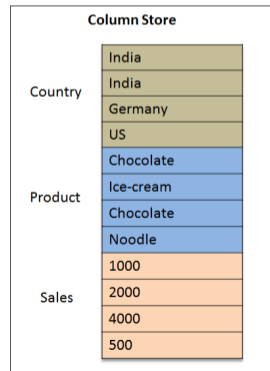 Column Store
Country
India
India
Germany
US
Product
Chocolate
Ice-cream
Chocolate
Noodle
Sales
1000
2000
4000
500